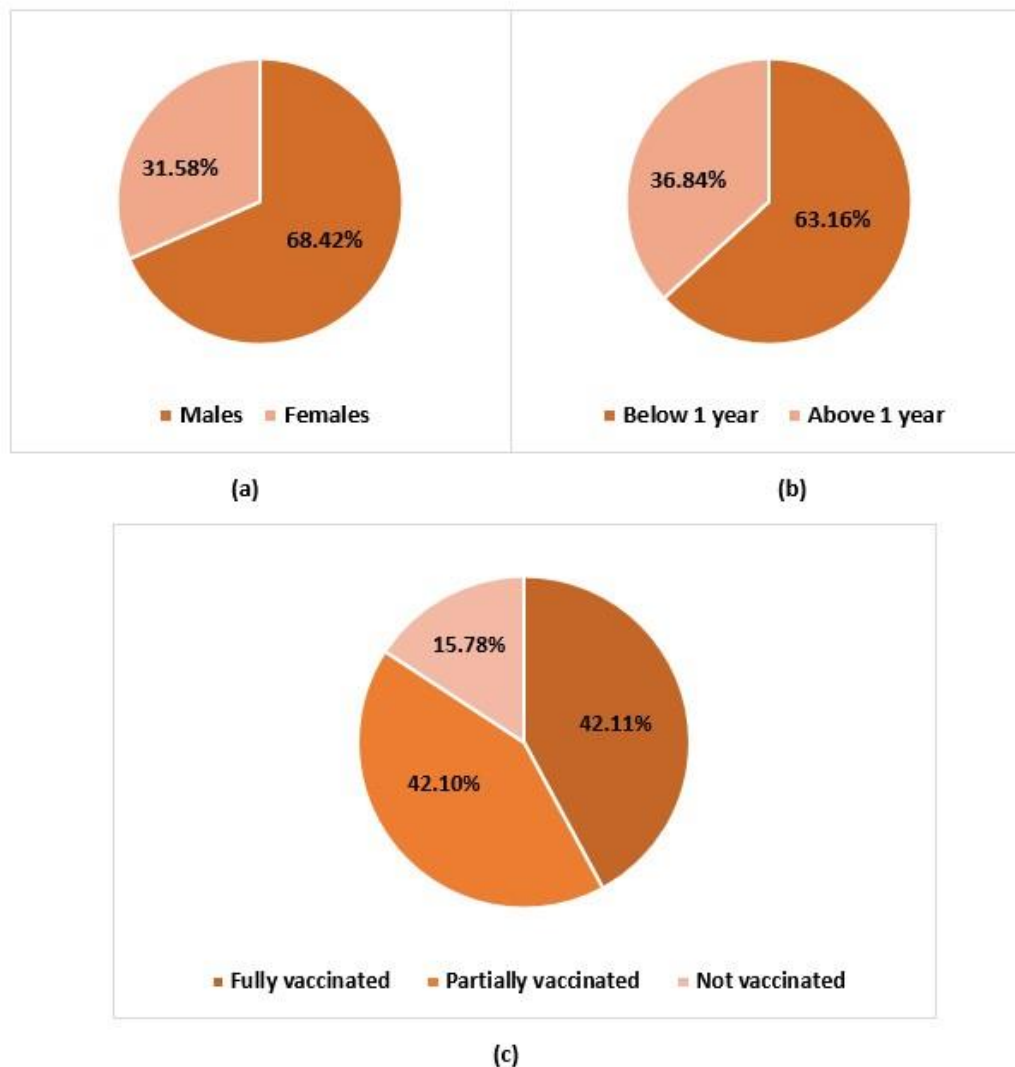 31.58%
68.42%
Males Females
(a)
36.84%
63.16%
Below 1 year Above 1 year
(b)
15.78%
42.11%
42.10%
Fully vaccinated Partially vaccinated Not vaccinated
(c)